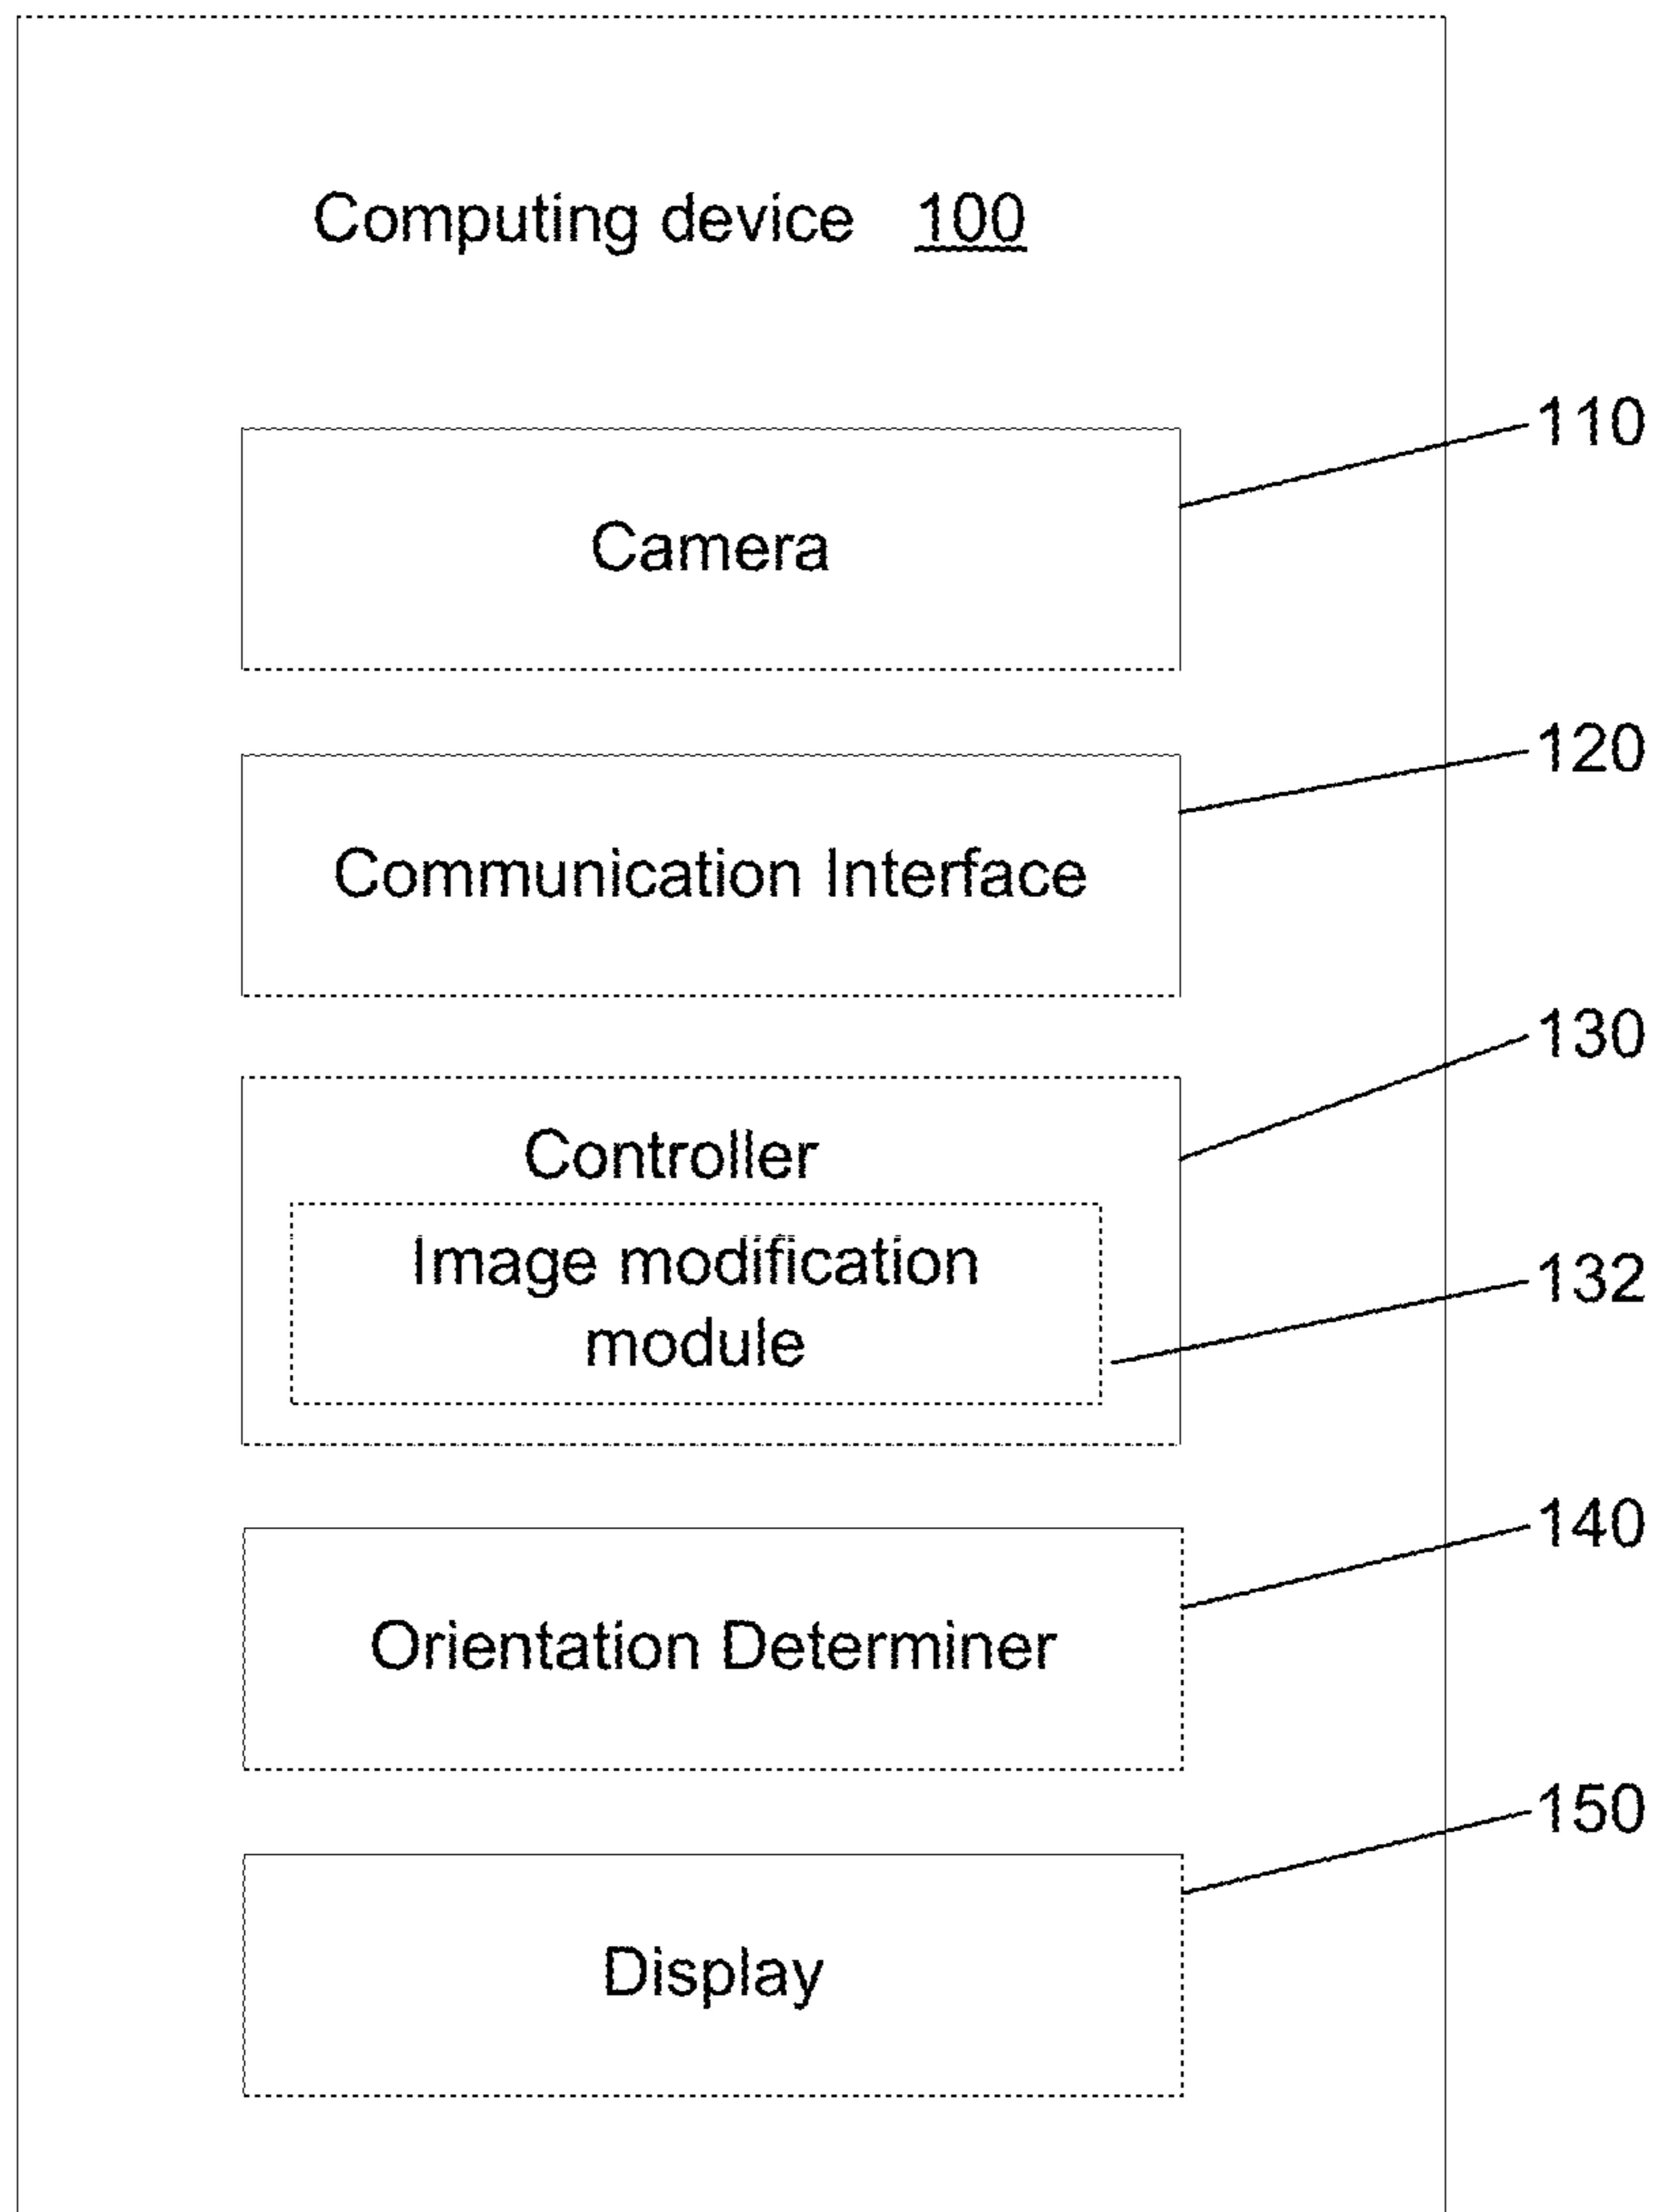 Computing device 100
110
Camera
120
Communication Interface
130
Controller
Image modification
module
132
140
Orientation Determiner
150
Display